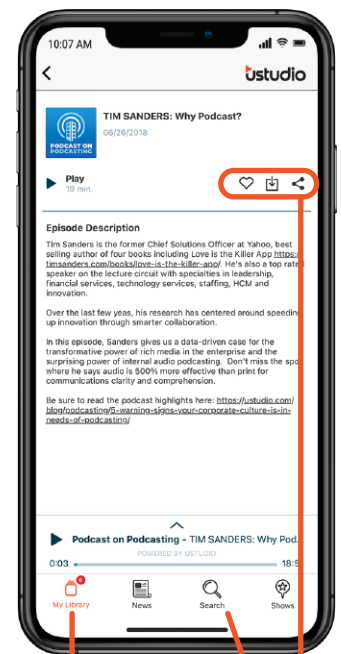 10:07 AM
ustudio
TIM SANDERS: Why Podcast?
06/26/2018
PODCAST ON
PODCASTING
Play
19 min.
Episode Description
Tim Sanders is the former Chief Solutions Officer at Yahoo, best
selling author of four books including Love is the Killer App https:/
timsanders.com/books/love-is-the-killer-app/. He's also a top rated
speaker on the lecture circuit with specialties in leadership,
financial services, technology services, staffing, HCM and
innovation.
Over the last few years, his research has centered around speeding
up innovation through smarter collaboration.
In this episode, Sanders gives us a data-driven case for the
transformative power of rich media in the enterprise and the
surprising power of internal audio podcasting. Don't miss the spo
where he says audio is 500% more effective than print for
communications clarity and comprehension.
Be sure to read the podcast highlights here: https://ustudio.com/
blog/podcasting/5-warning-signs-your-corporate-culture-is-in-
needs-of-podcasting/
Podcast on Podcasting - TIM SANDERS: Why Pod.
POWERED BY USTUDIO
0:03
18:5
My Library
News
Search
Shows